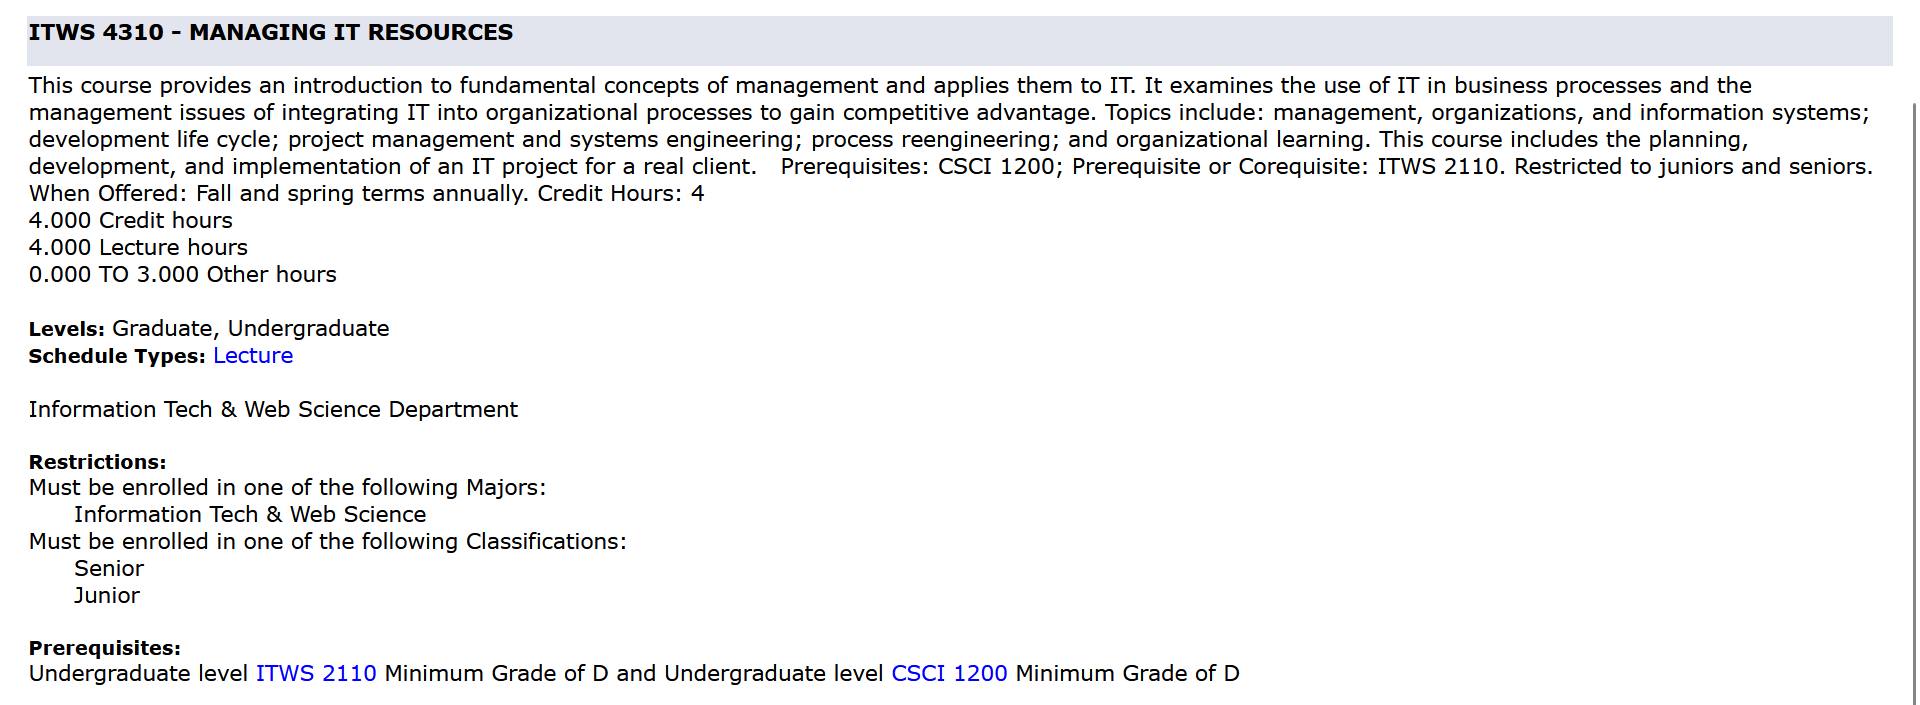 ITWS 4310 - MANAGING IT RESOURCES
This course provides an introduction to fundamental concepts of management and applies them to IT. It examines the use of IT in business processes and the
management issues of integrating IT into organizational processes to gain competitive advantage. Topics include: management, organizations, and information systems;
development life cycle; project management and systems engineering; process reengineering; and organizational learning. This course includes the planning,
development, and implementation of an IT project for a real client.   Prerequisites: CSCI 1200; Prerequisite or Corequisite: ITWS 2110. Restricted to juniors and seniors.
When Offered: Fall and spring terms annually. Credit Hours: 4
4.000 Credit hours
4.000 Lecture hours
0.000 TO 3.000 Other hours
Levels: Graduate, Undergraduate
Schedule Types: Lecture
Information Tech & Web Science Department
Restrictions:
Must be enrolled in one of the following Majors:
Information Tech & Web Science
Must be enrolled in one of the following Classifications:
Senior
Junior
Prerequisites:
Undergraduate level ITWS 2110 Minimum Grade of D and Undergraduate level CSCI 1200 Minimum Grade of D